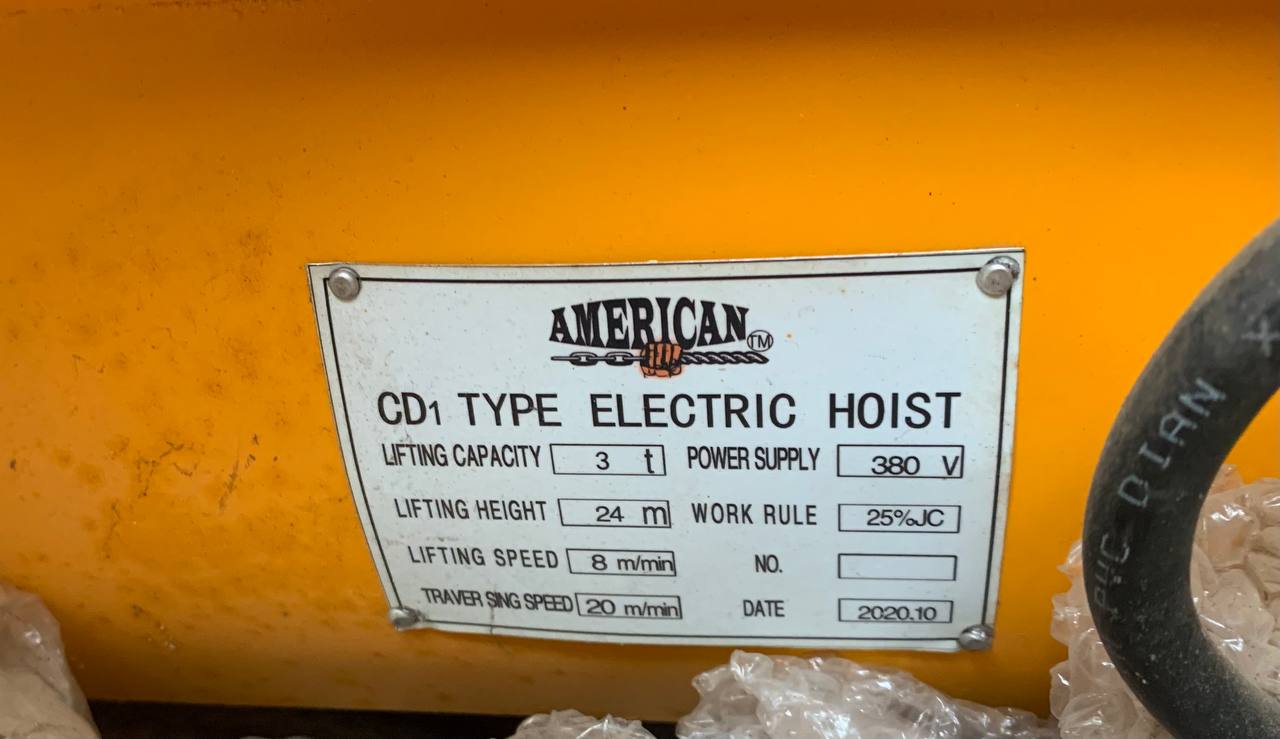 AMERICAN TM
CD1 TYPE ELECTRIC HOIST
LIFTING CAPACITY 3 t POWER SUPPLY 380 V
LIFTING HEIGHT 24 m WORK RULE 25%JC
LIFTING SPEED 8 m/min NO.
TRAVER SING SPEED 20 m/min DATE 2020.10
DIAN